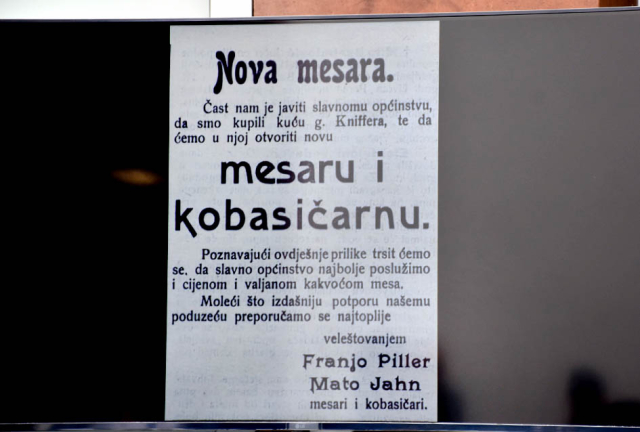 Nova mesara.
Čast nam je javiti slavnomu općinstvu,
da smo kupili kuću g. Kniffera, te da
ćemo u njoj otvoriti novu
mesaru i
kobasičarnu.
Poznavajući ovdješnje prilike trsit ćemo
se, da slavno općinstvo najbolje poslužimo
i cijenom i valjanom kakvoćom mesa.
Moleći što izdašniju potporu našemu
poduzeću preporučamo se najtoplije
veleštovanjem
Franjo Piller
Mato Jahn
mesari i kobasičari.